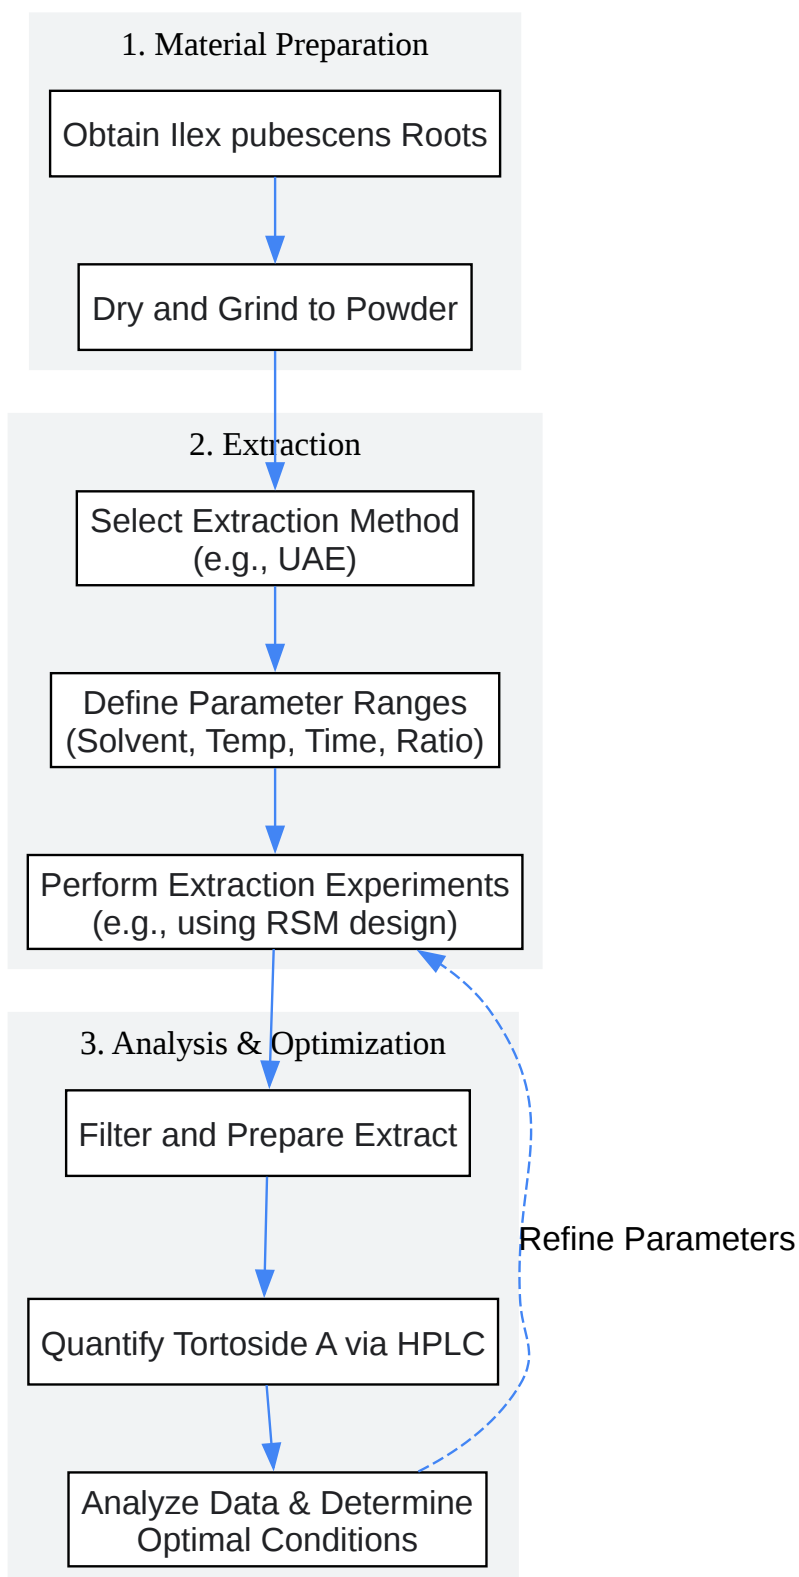 1. Material Preparation
Obtain Ilex pubescens Roots
Dry and Grind to Powder
2. Extraction
Select Extraction Method
(e.g., UAE)
Define Parameter Ranges
(Solvent, Temp, Time, Ratio)
Perform Extraction Experiments
(e.g., using RSM design)
3. Analysis & Optimization
Filter and Prepare Extract
Refine Parameters
Quantify Tortoside A via HPLC
Analyze Data & Determine
Optimal Conditions